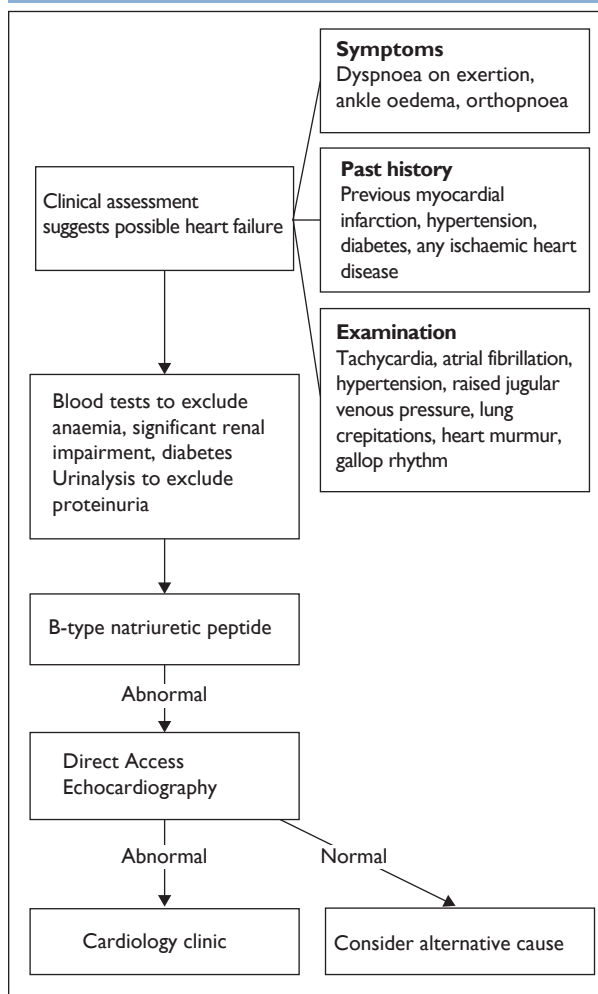 Symptoms
Dyspnoea on exertion,
ankle oedema, orthopnoea
Clinical assessment
suggests possible heart failure
Past history
Previous myocardial
infarction, hypertension,
diabetes, any ischaemic heart
disease
Examination
Tachycardia, atrial fibrillation,
hypertension, raised jugular
venous pressure, lung
crepitations, heart murmur,
gallop rhythm
Blood tests to exclude
anaemia, significant renal
impairment, diabetes
Urinalysis to exclude
proteinuria
B-type natriuretic peptide
Abnormal
Direct Access
Echocardiography
Abnormal
Normal
Cardiology clinic
Consider alternative cause